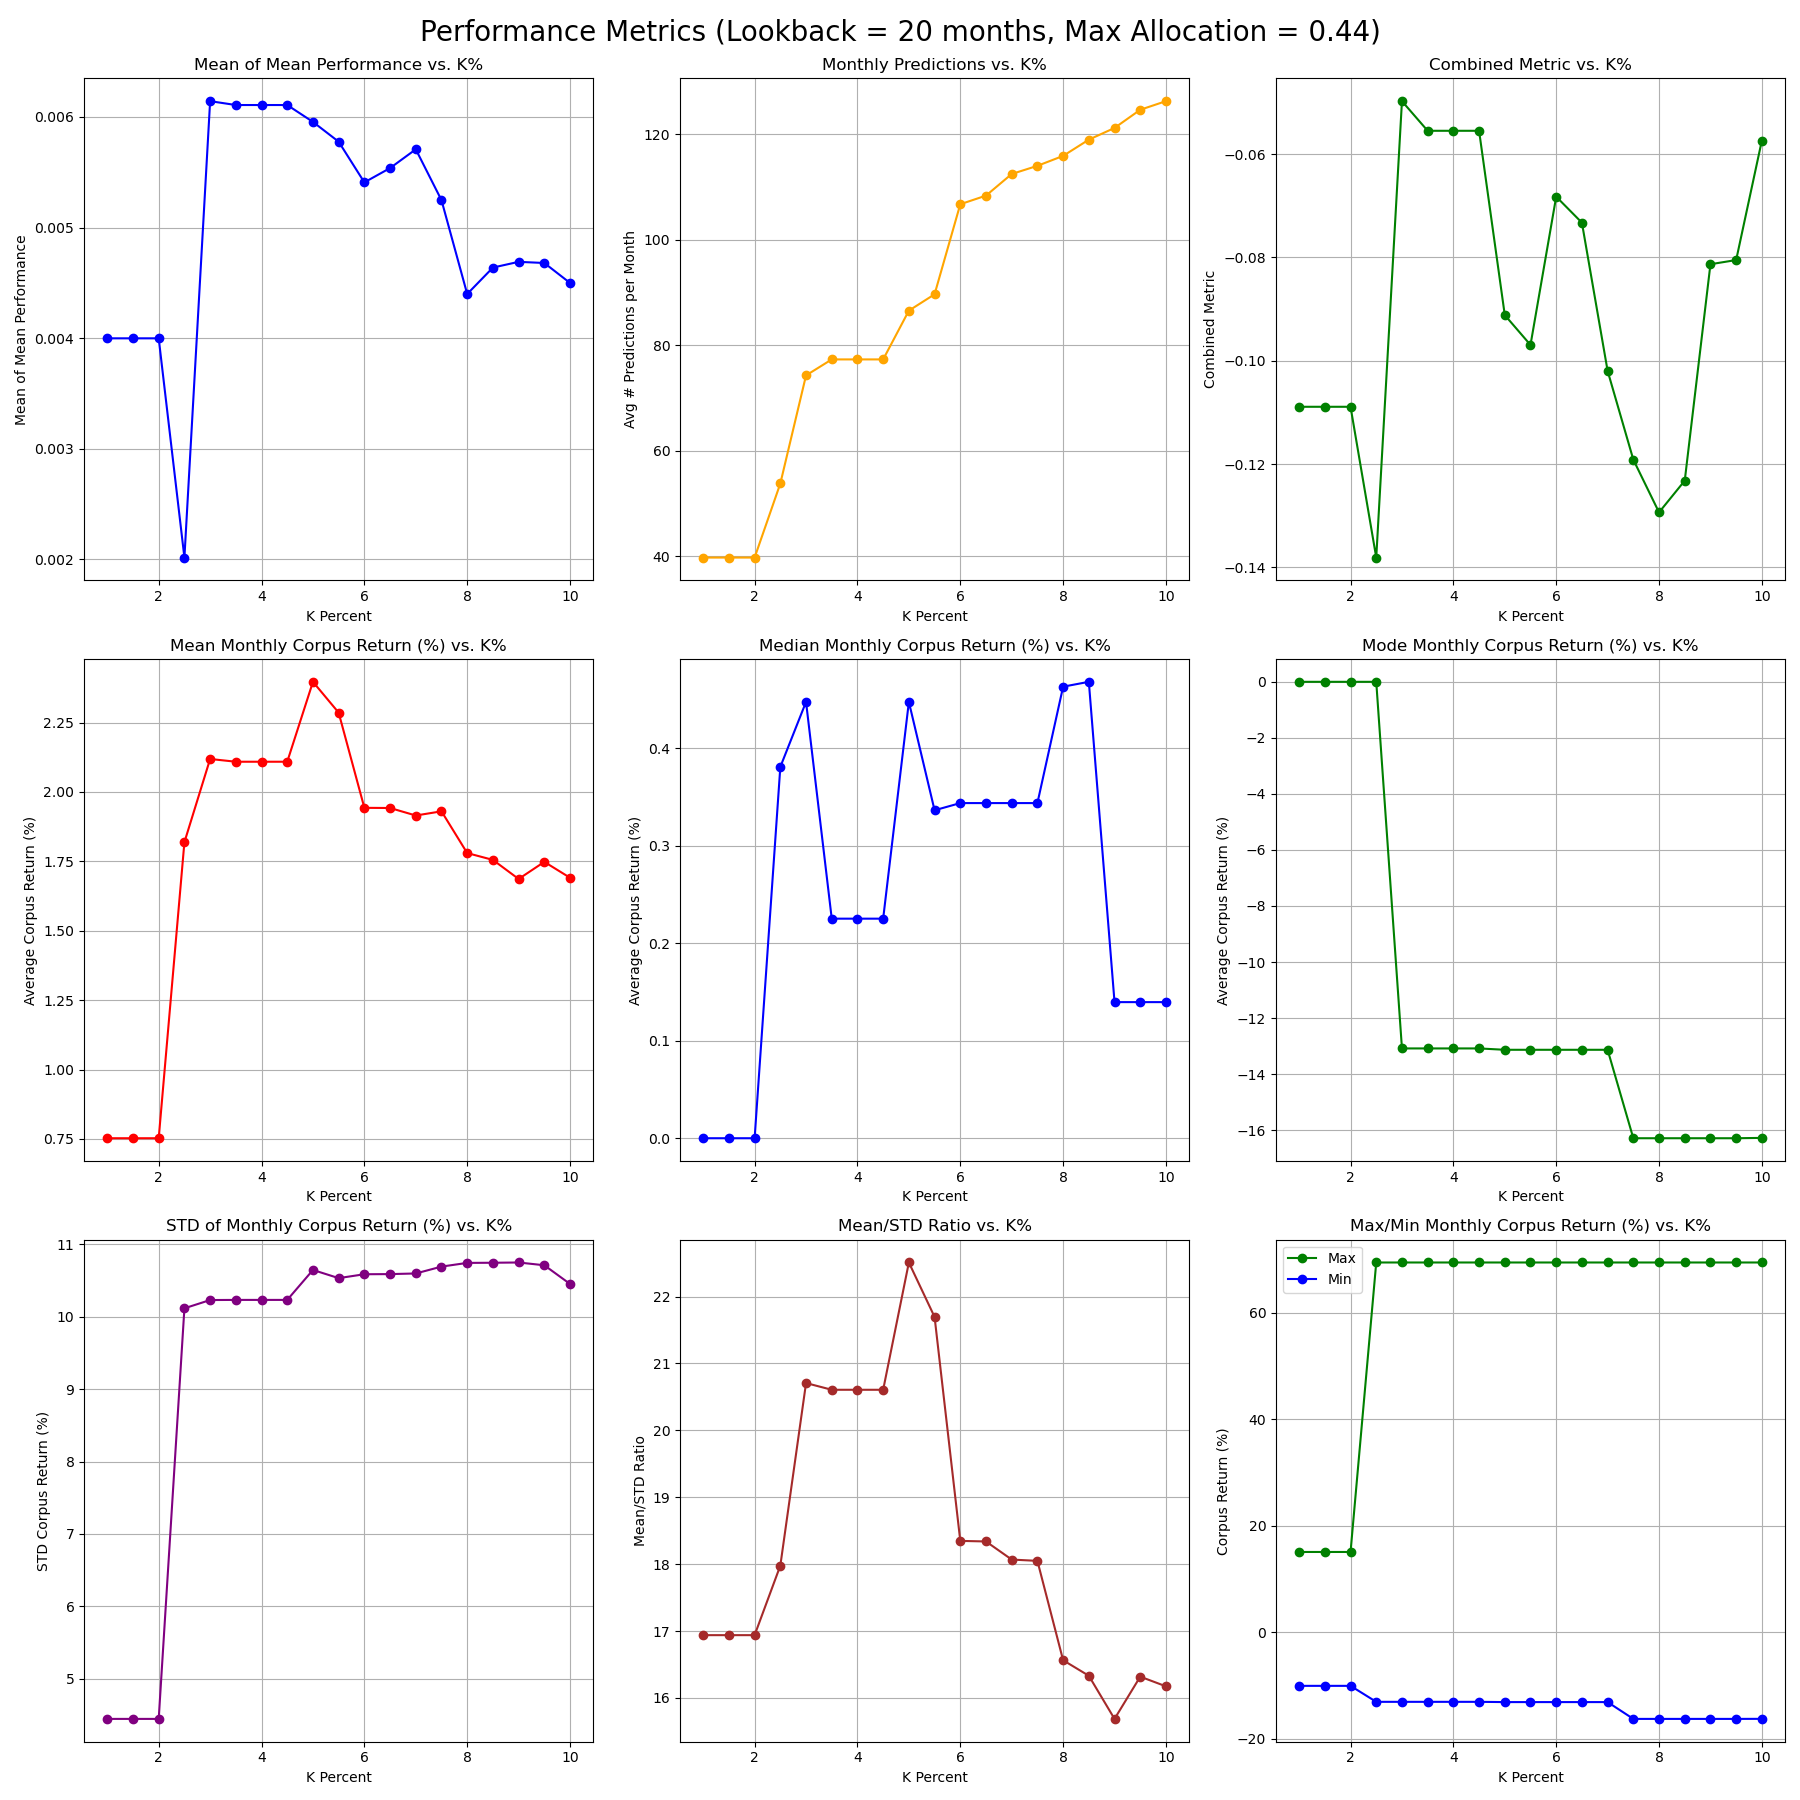 Performance Metrics (Lookback = 20 months, Max Allocation = 0.44)
Mean of Mean Performance vs. K%
Mean of Mean Performance
0.006
0.005
0.004
0.003
0.002
2 4 6 8 10
K Percent
Monthly Predictions vs. K%
Avg # Predictions per Month
120
100
80
60
40
2 4 6 8 10
K Percent
Combined Metric vs. K%
Combined Metric
−0.06
−0.08
−0.10
−0.12
−0.14
2 4 6 8 10
K Percent
Mean Monthly Corpus Return (%) vs. K%
Average Corpus Return (%)
2.25
2.00
1.75
1.50
1.25
1.00
0.75
2 4 6 8 10
K Percent
Median Monthly Corpus Return (%) vs. K%
Average Corpus Return (%)
0.4
0.3
0.2
0.1
0.0
2 4 6 8 10
K Percent
Mode Monthly Corpus Return (%) vs. K%
Average Corpus Return (%)
0
−2
−4
−6
−8
−10
−12
−14
−16
2 4 6 8 10
K Percent
STD of Monthly Corpus Return (%) vs. K%
STD Corpus Return (%)
11
10
9
8
7
6
5
2 4 6 8 10
K Percent
Mean/STD Ratio vs. K%
Mean/STD Ratio
22
21
20
19
18
17
16
2 4 6 8 10
K Percent
Max/Min Monthly Corpus Return (%) vs. K%
Max
Min
Corpus Return (%)
60
40
20
0
−20
2 4 6 8 10
K Percent